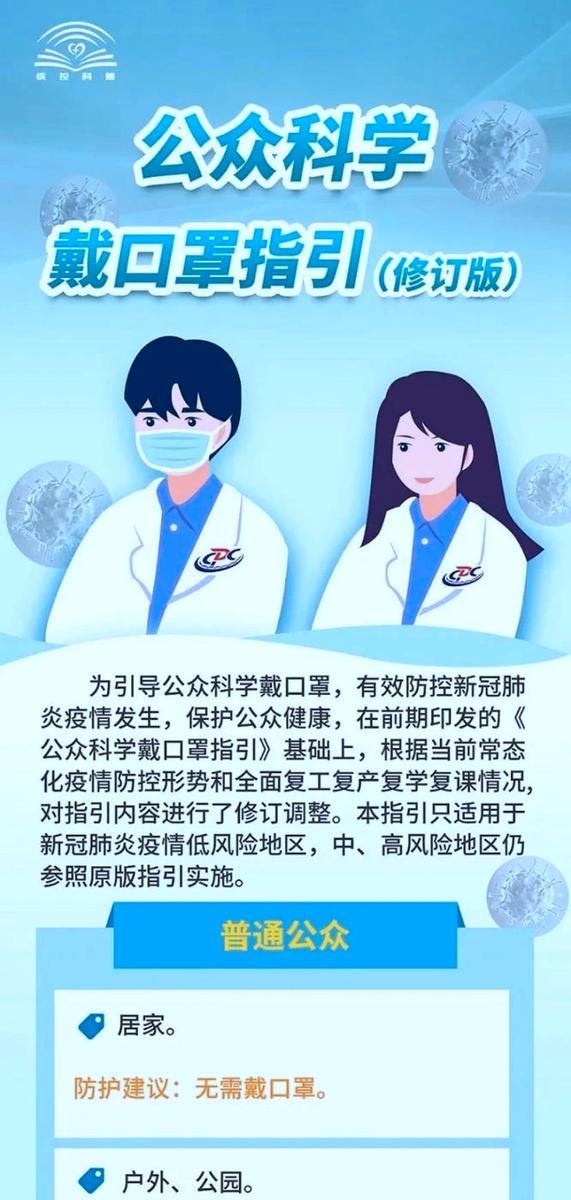 疾控科普
公众科学
戴口罩指引（修订版）
CDC
CDC
为引导公众科学戴口罩，有效防控新冠肺
炎疫情发生，保护公众健康，在前期印发的《
公众科学戴口罩指引》基础上，根据当前常态
化疫情防控形势和全面复工复产复学复课情况，
对指引内容进行了修订调整。本指引只适用于
新冠肺炎疫情低风险地区，中、高风险地区仍
参照原版指引实施。
普通公众
居家。
防护建议：无需戴口罩。
户外、公园。